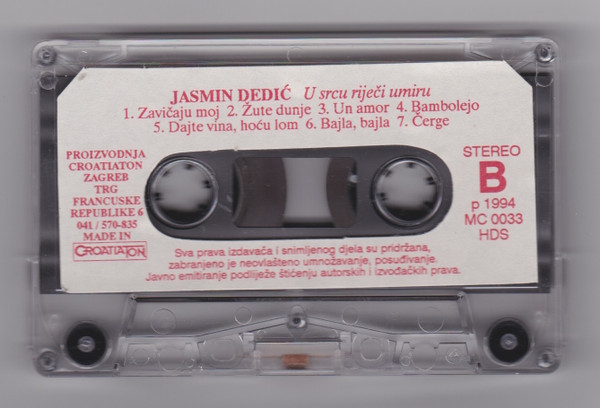 JASMIN DEDIĆ U srcu riječi umiru
1. Zavičaju moj 2. Žute dunje 3. Un amor 4. Bambolejo
5. Dajte vina, hoću lom 6. Bajla, bajla 7. Čerge
PROIZVODNJA
CROATIATON
ZAGREB
TRG
FRANCUSKE
REPUBLIKE 6
041 / 570-835
MADE IN
CROATIATON
STEREO
B
p 1994
MC 0033
HDS
Sva prava izdavača i snimljenog djela su pridržana,
zabranjeno je neovlašteno umnožavanje, posuđivanje.
Javno emitiranje podliježe štićenju autorskih i izvođačkih prava.